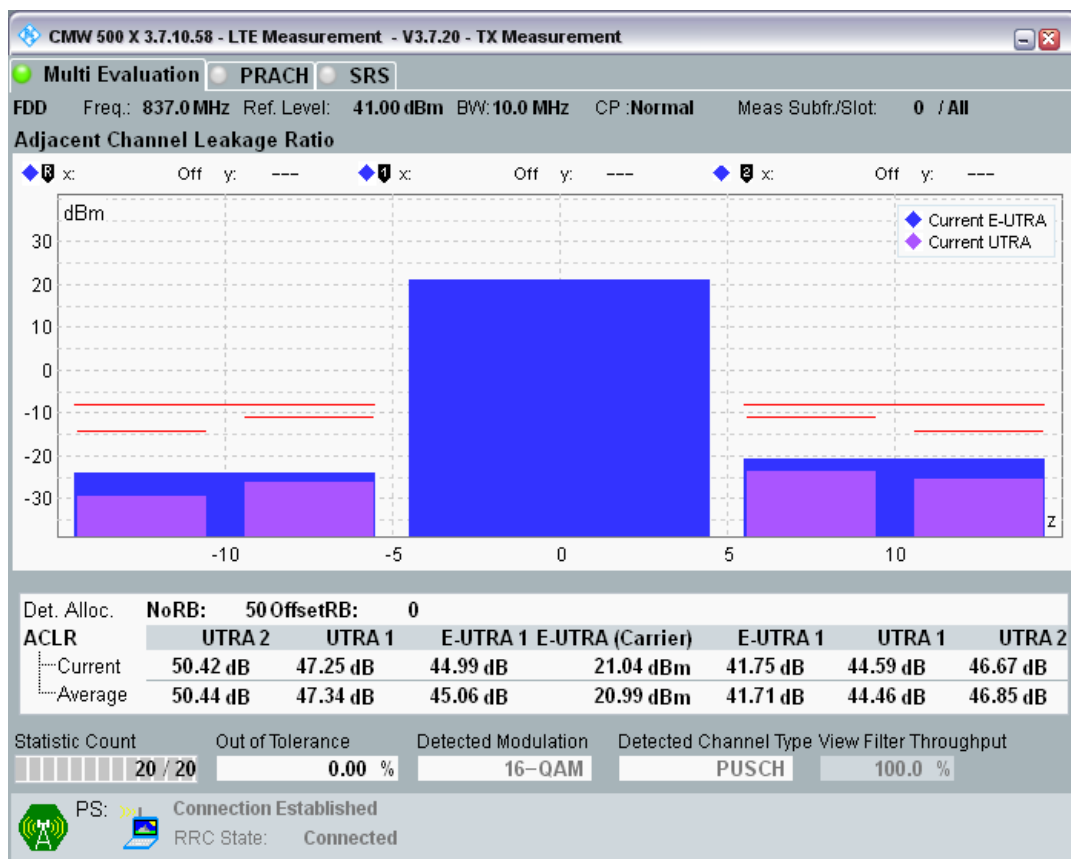 CMW 500 X 3.7.10.58 - LTE Measurement - V3.7.20 - TX Measurement
Multi Evaluation PRACH SRS
FDD Freq.: 837.0 MHz Ref. Level: 41.00 dBm BW: 10.0 MHz CP :Normal Meas Subfr./Slot: 0 / All
Adjacent Channel Leakage Ratio
R x: Off y: --- 1 x: Off y: --- 2 x: Off y: ---
dBm
Current E-UTRA
Current UTRA
30
20
10
0
-10
-20
-30
z
-10 -5 0 5 10
Det. Alloc. NoRB: 50 OffsetRB: 0
ACLR UTRA 2 UTRA 1 E-UTRA 1 E-UTRA (Carrier) E-UTRA 1 UTRA 1 UTRA 2
Current 50.42 dB 47.25 dB 44.99 dB 21.04 dBm 41.75 dB 44.59 dB 46.67 dB
Average 50.44 dB 47.34 dB 45.06 dB 20.99 dBm 41.71 dB 44.46 dB 46.85 dB
Statistic Count Out of Tolerance Detected Modulation Detected Channel Type View Filter Throughput
20 / 20 0.00 % 16-QAM PUSCH 100.0 %
PS: Connection Established
RRC State: Connected